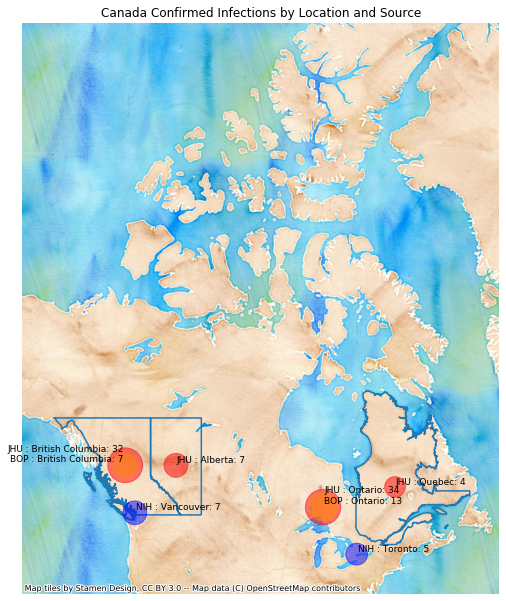 Canada Confirmed Infections by Location and Source
JHU : British Columbia: 32
BOP : British Columbia: 7
JHU : Alberta: 7
JHU : Quebec: 4
JHU : Ontario: 34
BOP : Ontario: 13
NIH : Vancouver: 7
NIH : Toronto: 5
Map tiles by Stamen Design, CC BY 3.0 -- Map data (C) OpenStreetMap contributors